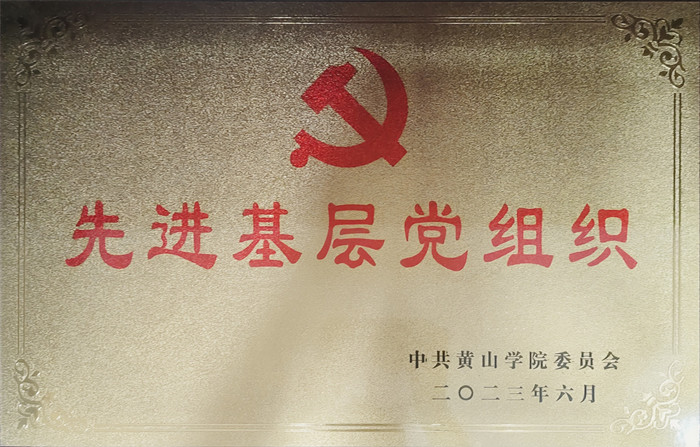 先进基层党组织
中共黄山学院委员会
二〇二三年六月